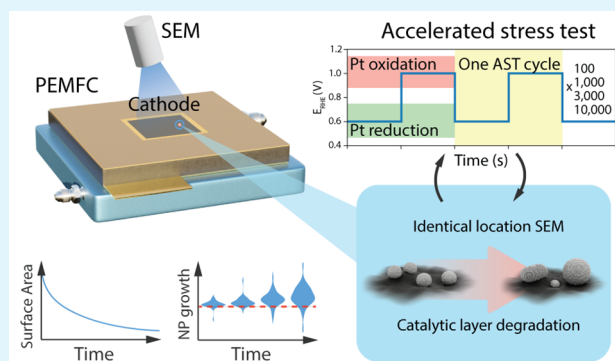 SEM
PEMFC
Cathode
Accelerated stress test
E_RHE (V)
1.2
1.0
0.8
0.6
0.4
Pt oxidation
Pt reduction
One AST cycle
x
100
1,000
3,000
10,000
Time (s)
Identical location SEM
Catalytic layer degradation
Surface Area
Time
NP growth
Time